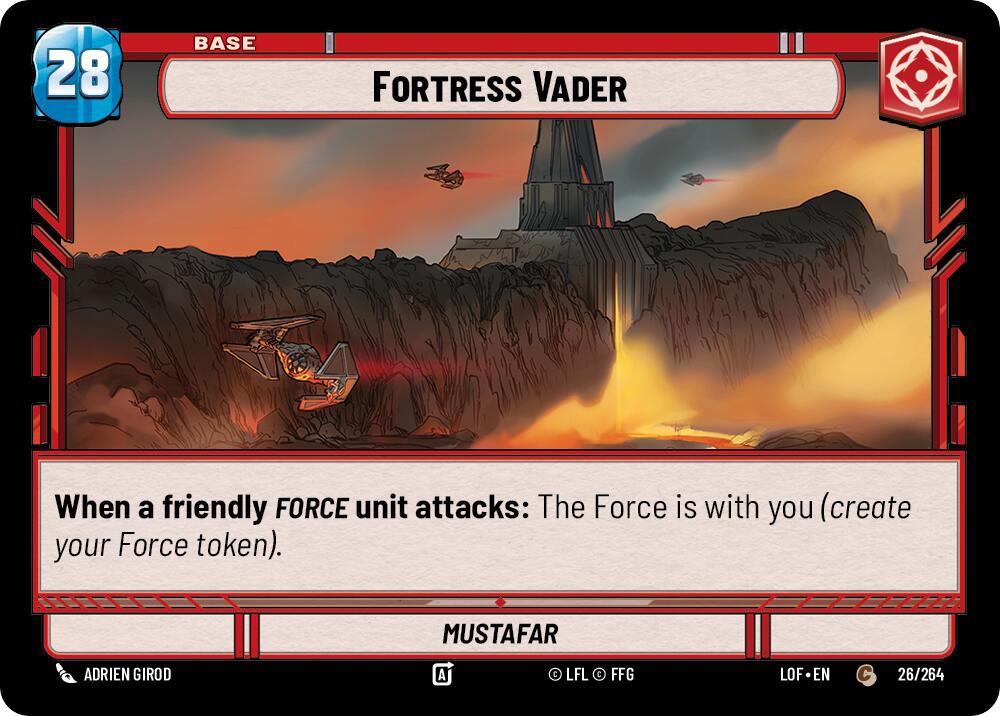 BASE
28
FORTRESS VADER
When a friendly FORCE unit attacks: The Force is with you (create
your Force token).
MUSTAFAR
ADRIEN GIROD
A
© LFL © FFG
LOF • EN
C
26/264